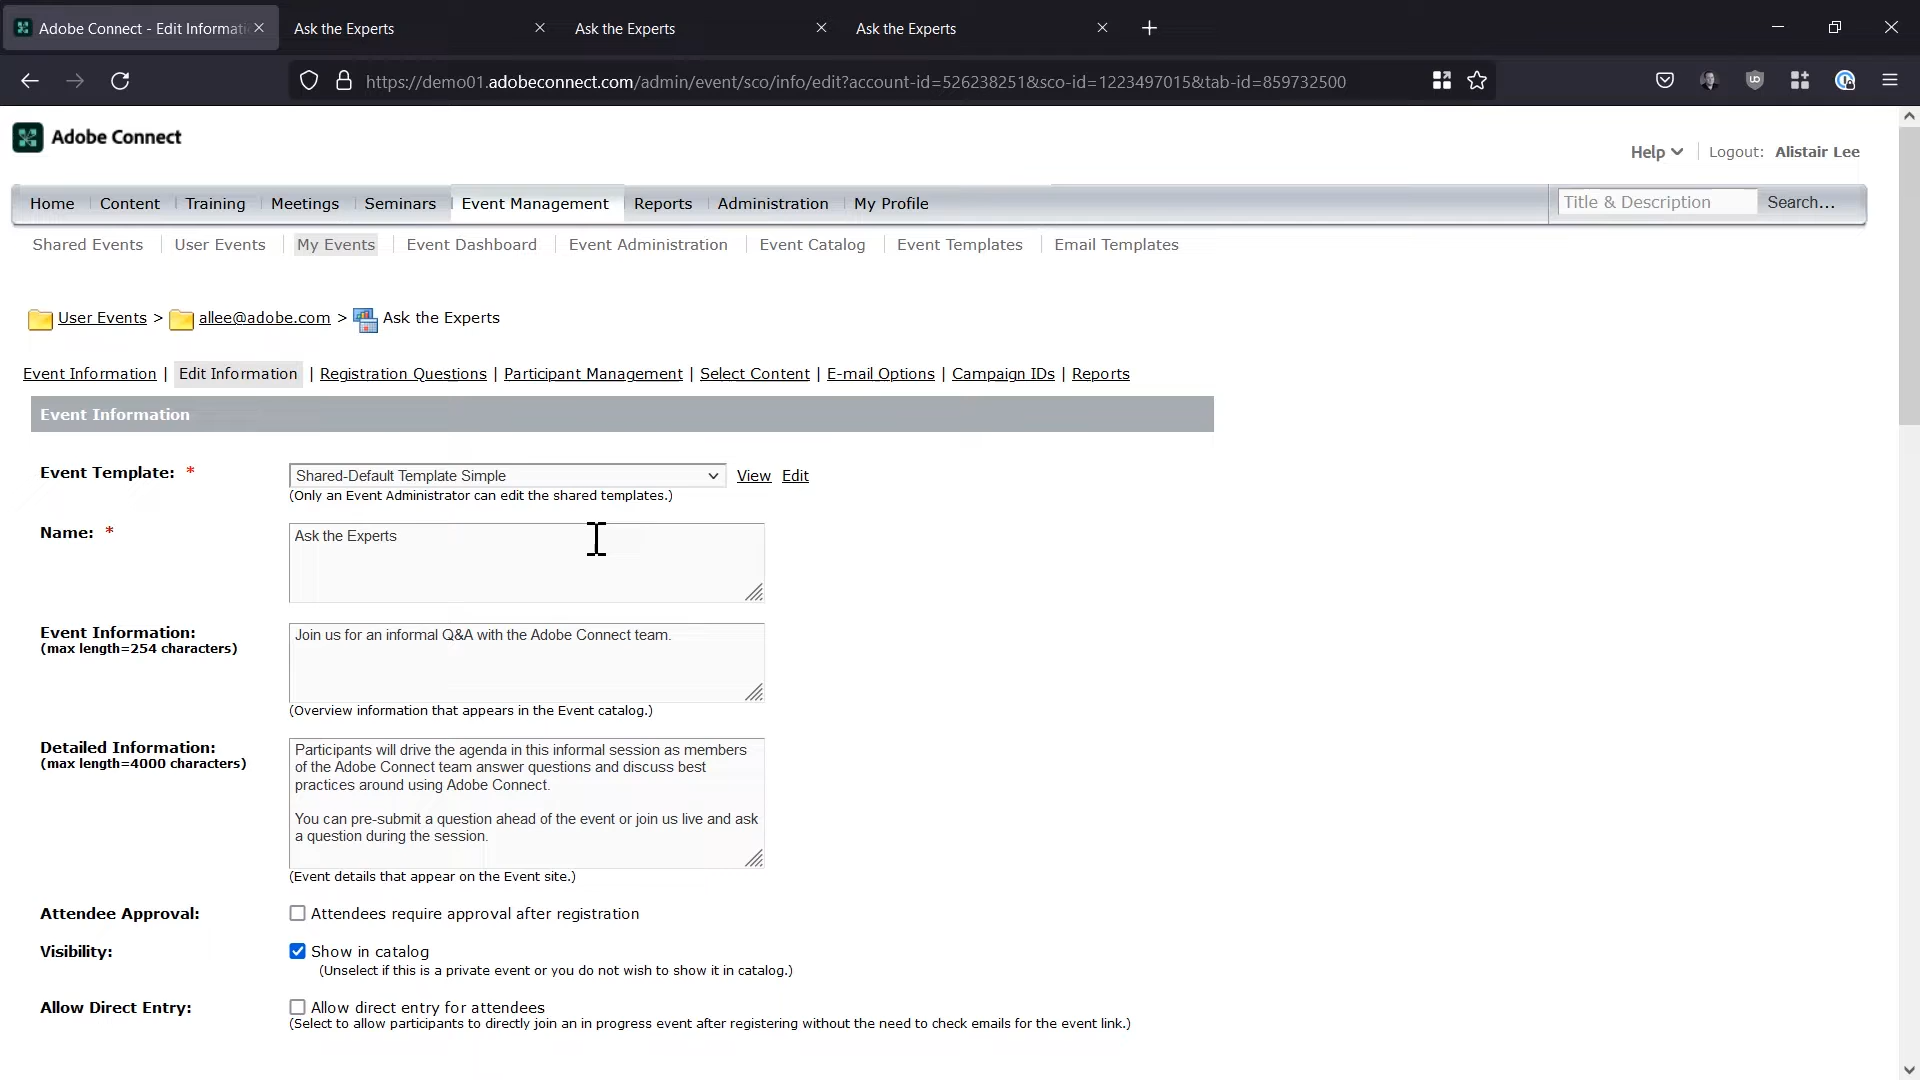 Adobe Connect - Edit Informati
Ask the Experts
Ask the Experts
Ask the Experts
https://demo01.adobeconnect.com/admin/event/sco/info/edit?account-id=526238251&sco-id=1223497015&tab-id=859732500
Adobe Connect
Help
Logout: Alistair Lee
Home Content Training Meetings Seminars Event Management Reports Administration My Profile
Title & Description
Search...
Shared Events User Events My Events Event Dashboard Event Administration Event Catalog Event Templates Email Templates
User Events > allee@adobe.com > Ask the Experts
Event Information | Edit Information | Registration Questions | Participant Management | Select Content | E-mail Options | Campaign IDs | Reports
Event Information
Event Template: *
Shared-Default Template Simple
View Edit
(Only an Event Administrator can edit the shared templates.)
Name: *
Ask the Experts
Event Information:
(max length=254 characters)
Join us for an informal Q&A with the Adobe Connect team.
(Overview information that appears in the Event catalog.)
Detailed Information:
(max length=4000 characters)
Participants will drive the agenda in this informal session as members
of the Adobe Connect team answer questions and discuss best
practices around using Adobe Connect.
You can pre-submit a question ahead of the event or join us live and ask
a question during the session.
(Event details that appear on the Event site.)
Attendee Approval:
Attendees require approval after registration
Visibility:
Show in catalog
(Unselect if this is a private event or you do not wish to show it in catalog.)
Allow Direct Entry:
Allow direct entry for attendees
(Select to allow participants to directly join an in progress event after registering without the need to check emails for the event link.)